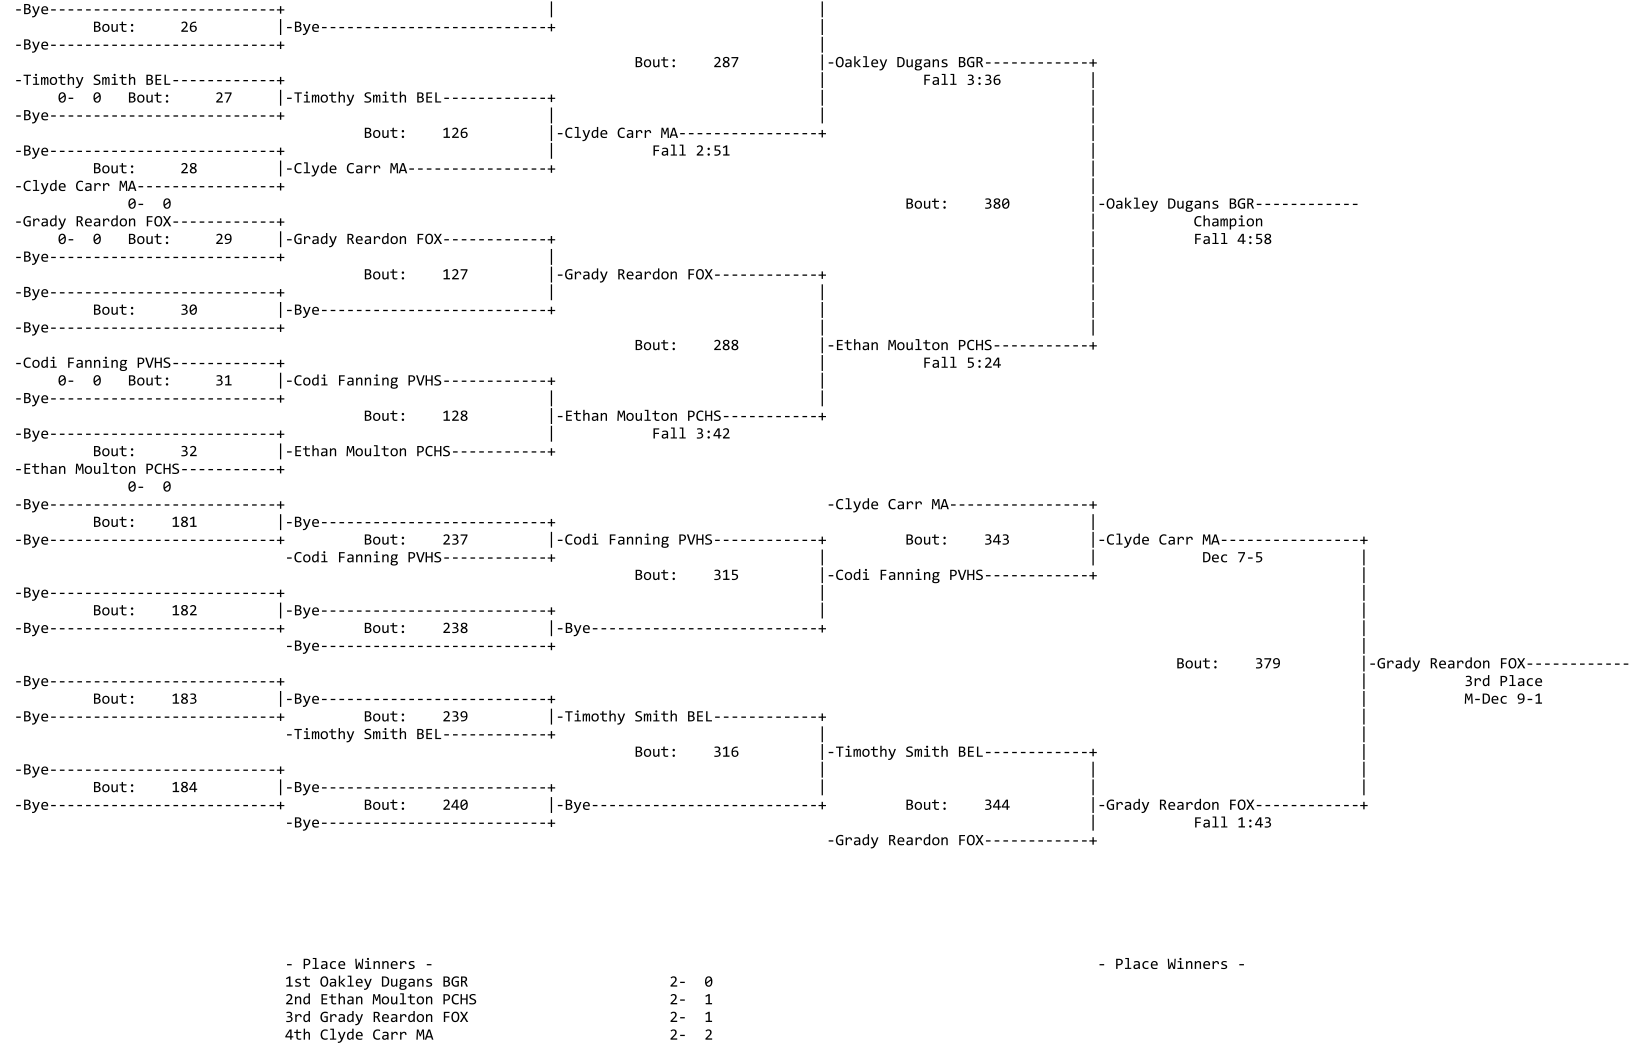 -Bye--------------------------+ | |
Bout: 26 |-Bye--------------------------+ |
-Bye--------------------------+ |
Bout: 287 |-Oakley Dugans BGR------------+
-Timothy Smith BEL------------+ | Fall 3:36 |
0- 0 Bout: 27 |-Timothy Smith BEL------------+ | |
-Bye--------------------------+ | | |
Bout: 126 |-Clyde Carr MA----------------+ |
-Bye--------------------------+ | Fall 2:51 |
Bout: 28 |-Clyde Carr MA----------------+ |
-Clyde Carr MA----------------+ |
0- 0 Bout: 380 |-Oakley Dugans BGR------------
-Grady Reardon FOX------------+ | Champion
0- 0 Bout: 29 |-Grady Reardon FOX------------+ | Fall 4:58
-Bye--------------------------+ | |
Bout: 127 |-Grady Reardon FOX------------+ |
-Bye--------------------------+ | | |
Bout: 30 |-Bye--------------------------+ | |
-Bye--------------------------+ | |
Bout: 288 |-Ethan Moulton PCHS-----------+
-Codi Fanning PVHS------------+ | Fall 5:24
0- 0 Bout: 31 |-Codi Fanning PVHS------------+ |
-Bye--------------------------+ | |
Bout: 128 |-Ethan Moulton PCHS-----------+
-Bye--------------------------+ | Fall 3:42
Bout: 32 |-Ethan Moulton PCHS-----------+
-Ethan Moulton PCHS-----------+
0- 0
-Bye--------------------------+ -Clyde Carr MA----------------+
Bout: 181 |-Bye--------------------------+ |
-Bye--------------------------+ Bout: 237 |-Codi Fanning PVHS------------+ Bout: 343 |-Clyde Carr MA----------------+
-Codi Fanning PVHS------------+ | | Dec 7-5 |
Bout: 315 |-Codi Fanning PVHS------------+ |
-Bye--------------------------+ | |
Bout: 182 |-Bye--------------------------+ | |
-Bye--------------------------+ Bout: 238 |-Bye--------------------------+ |
-Bye--------------------------+ |
Bout: 379 |-Grady Reardon FOX------------
-Bye--------------------------+ | 3rd Place
Bout: 183 |-Bye--------------------------+ | M-Dec 9-1
-Bye--------------------------+ Bout: 239 |-Timothy Smith BEL------------+ |
-Timothy Smith BEL------------+ | |
Bout: 316 |-Timothy Smith BEL------------+ |
-Bye--------------------------+ | | |
Bout: 184 |-Bye--------------------------+ | | |
-Bye--------------------------+ Bout: 240 |-Bye--------------------------+ Bout: 344 |-Grady Reardon FOX------------+
-Bye--------------------------+ | Fall 1:43
-Grady Reardon FOX------------+
- Place Winners - - Place Winners -
1st Oakley Dugans BGR 2- 0
2nd Ethan Moulton PCHS 2- 1
3rd Grady Reardon FOX 2- 1
4th Clyde Carr MA 2- 2